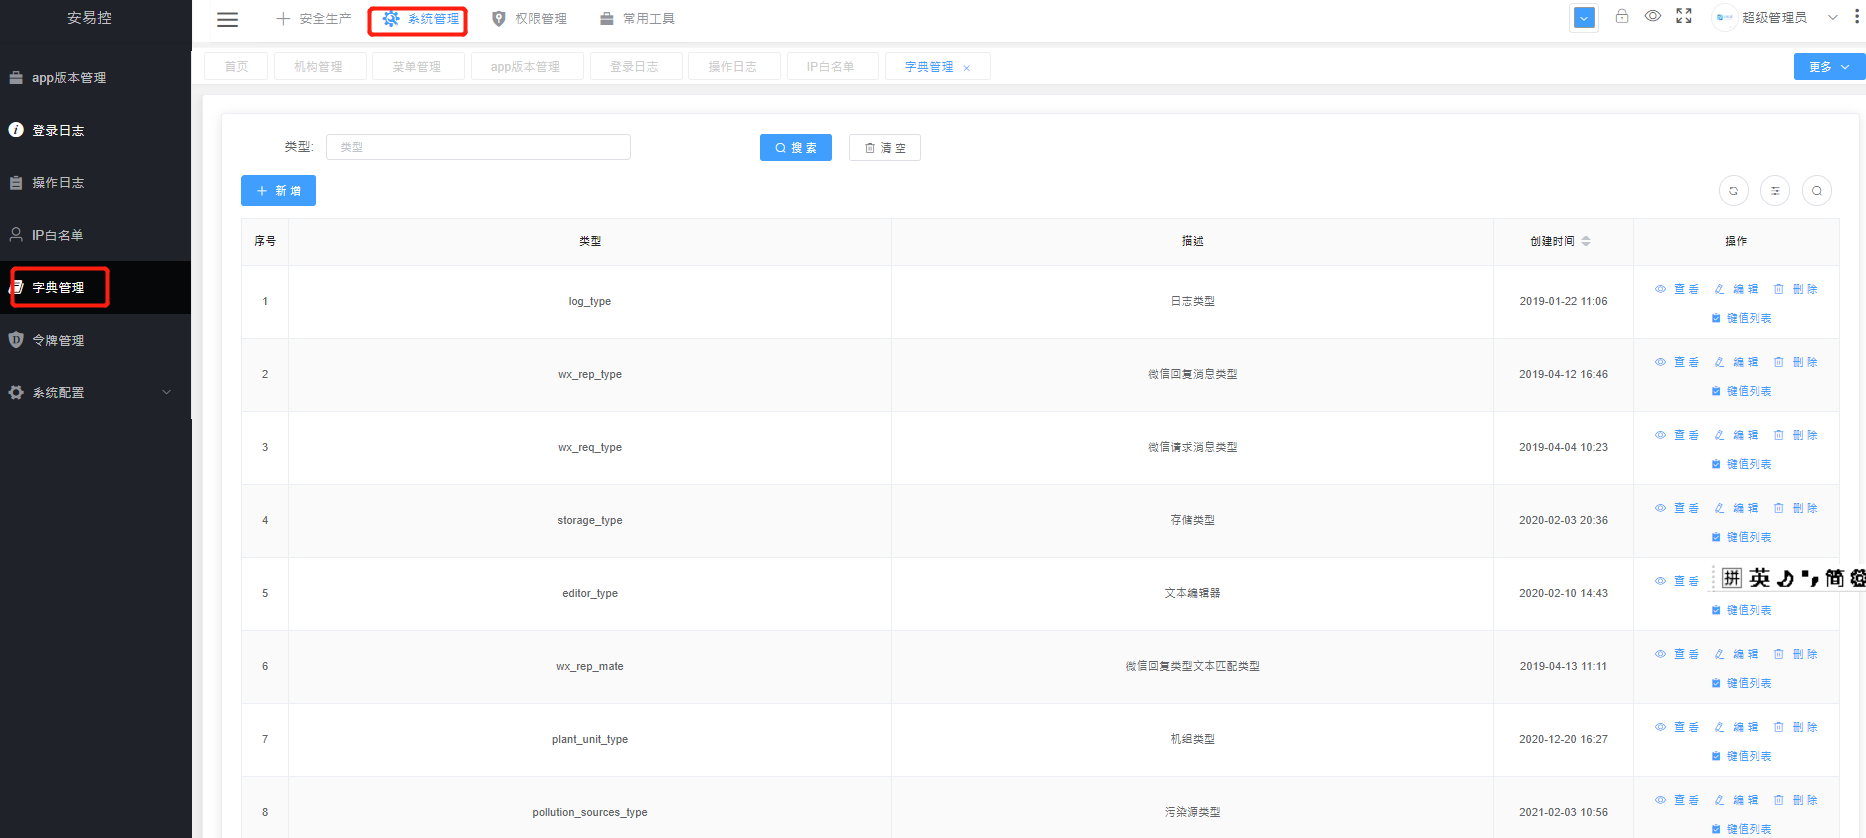 安易控
安全生产 系统管理 权限管理 常用工具 超级管理员
首页 机构管理 菜单管理 app版本管理 登录日志 操作日志 IP白名单 字典管理 × 更多
app版本管理
登录日志
操作日志
IP白名单
字典管理
令牌管理
系统配置
类型: 类型 搜 索 清 空
新 增
序号 类型 描述 创建时间 操作
1 log_type 日志类型 2019-01-22 11:06 查 看 编 辑 删 除
键值列表
2 wx_rep_type 微信回复消息类型 2019-04-12 16:46 查 看 编 辑 删 除
键值列表
3 wx_req_type 微信请求消息类型 2019-04-04 10:23 查 看 编 辑 删 除
键值列表
4 storage_type 存储类型 2020-02-03 20:36 查 看 编 辑 删 除
键值列表
5 editor_type 文本编辑器 2020-02-10 14:43 查 看 拼 英 简
键值列表
6 wx_rep_mate 微信回复类型文本匹配类型 2019-04-13 11:11 查 看 编 辑 删 除
键值列表
7 plant_unit_type 机组类型 2020-12-20 16:27 查 看 编 辑 删 除
键值列表
8 pollution_sources_type 污染源类型 2021-02-03 10:56 查 看 编 辑 删 除
键值列表